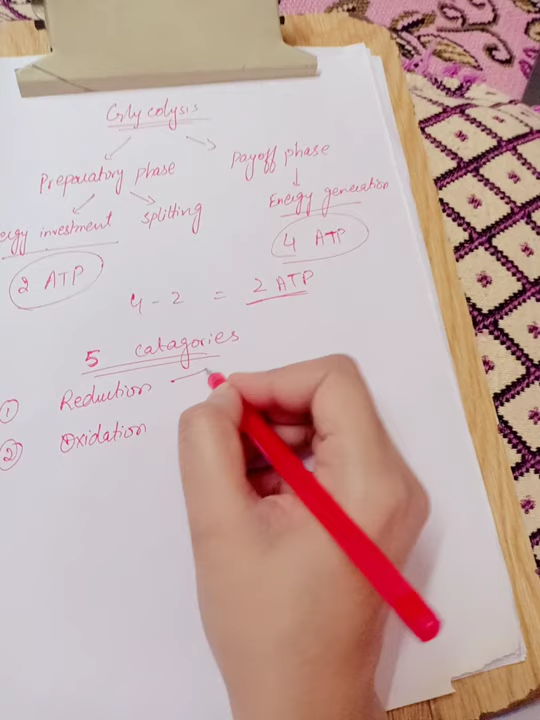 Glycolysis
Preparatory phase
Payoff phase
ergy investment
splitting
Energy generation
2 ATP
4 ATP
4 - 2 = 2 ATP
5 catagories
① Reduction —
② Oxidation